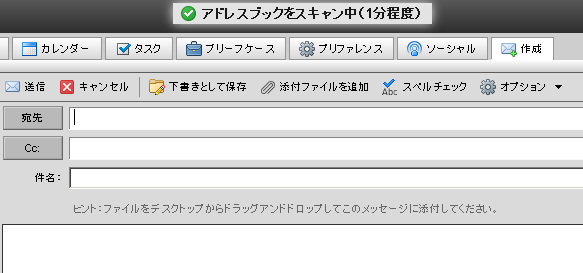 アドレスブックをスキャン中(1分程度)
カレンダー タスク ブリーフケース プリファレンス ソーシャル 作成
送信 キャンセル 下書きとして保存 添付ファイルを追加 Abc スペルチェック オプション
宛先
Cc:
件名:
ヒント:ファイルをデスクトップからドラッグアンドドロップしてこのメッセージに添付してください。